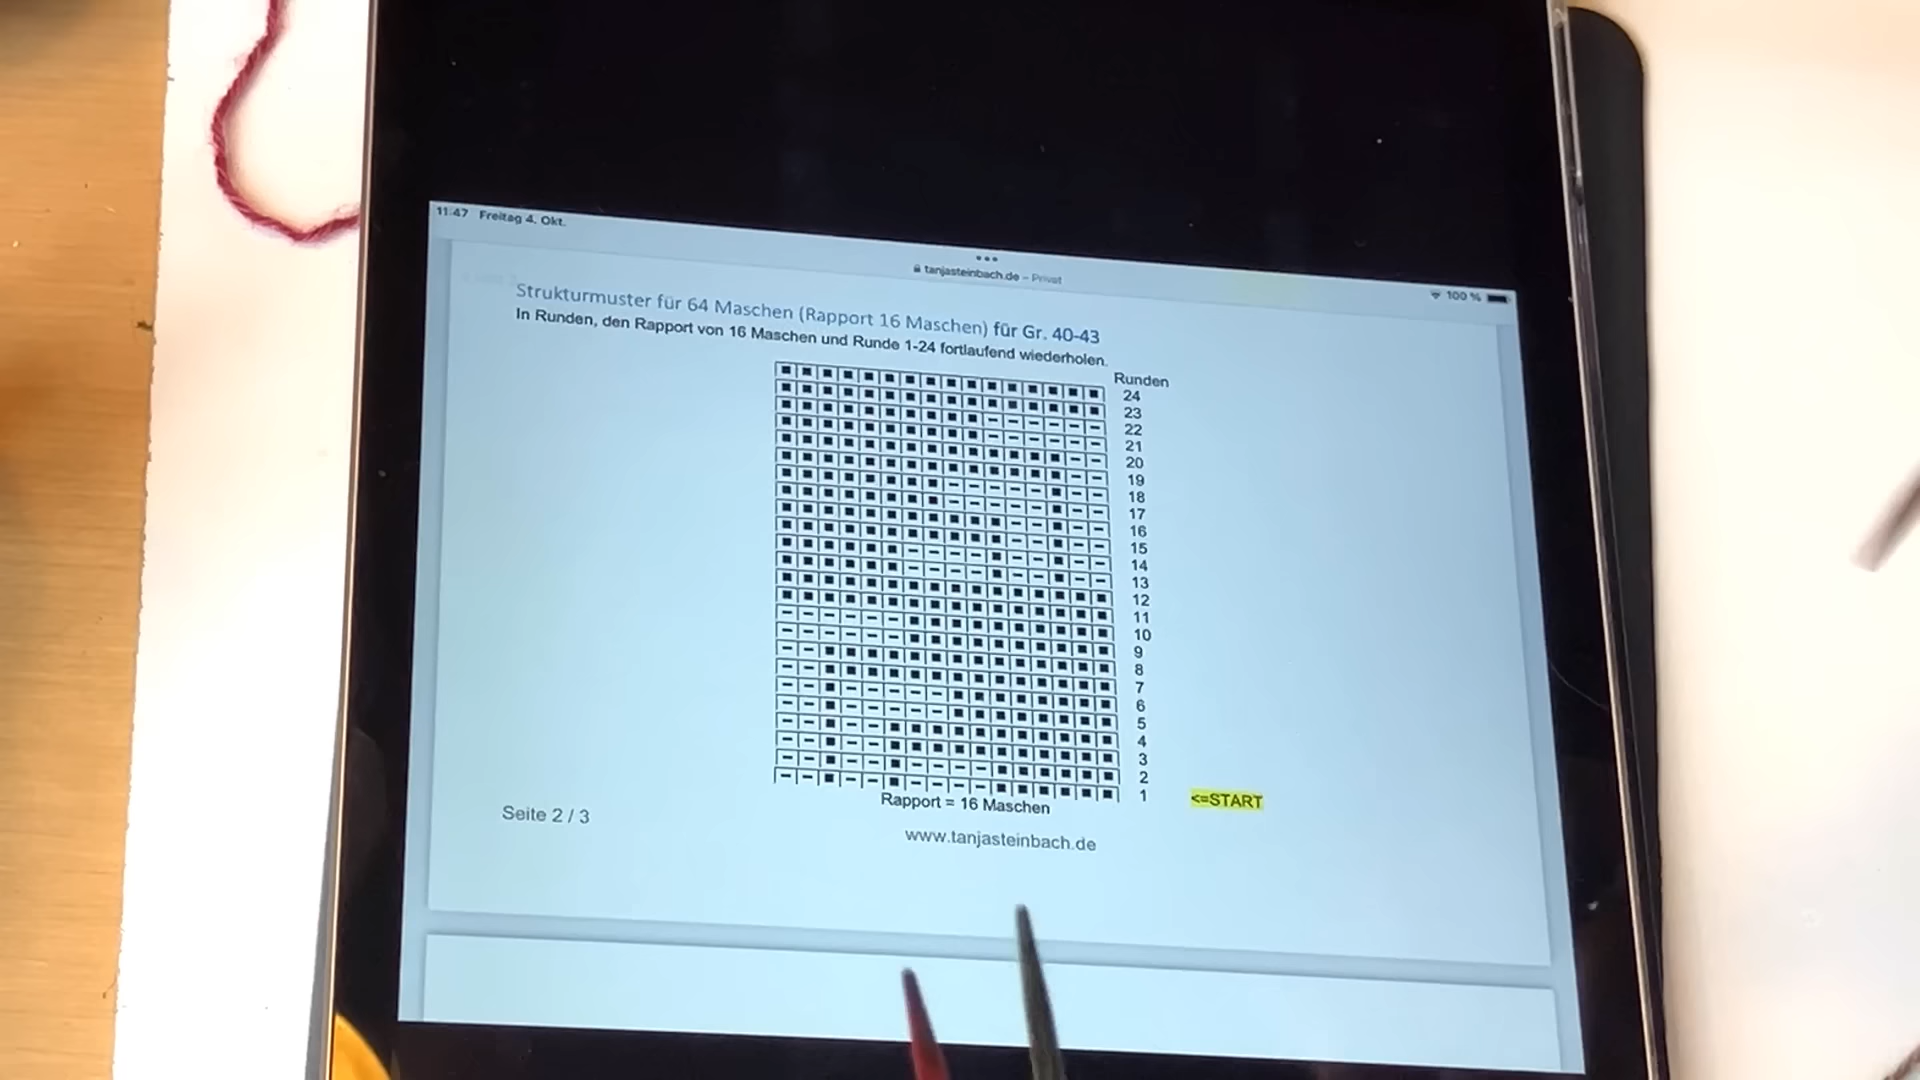 11:47 Freitag 4. Okt.
tanjasteinbach.de – Privat
100 %
Strukturmuster für 64 Maschen (Rapport 16 Maschen) für Gr. 40-43
In Runden, den Rapport von 16 Maschen und Runde 1-24 fortlaufend wiederholen.
Runden
24
23
22
21
20
19
18
17
16
15
14
13
12
11
10
9
8
7
6
5
4
3
2
1
<=START
Rapport = 16 Maschen
Seite 2 / 3
www.tanjasteinbach.de